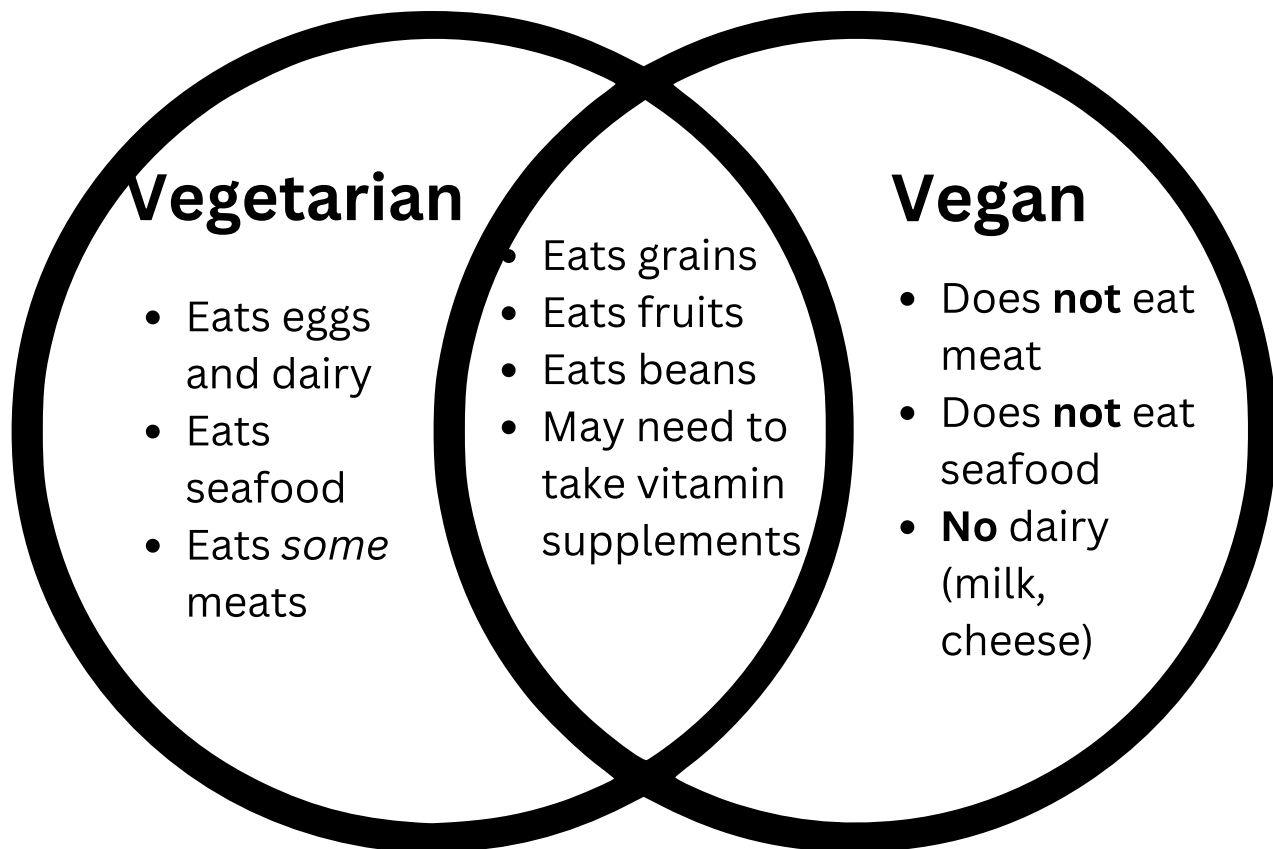 Vegetarian
• Eats eggs
and dairy
• Eats
seafood
• Eats some
meats
• Eats grains
• Eats fruits
• Eats beans
• May need to
take vitamin
supplements
Vegan
• Does not eat
meat
• Does not eat
seafood
• No dairy
(milk,
cheese)